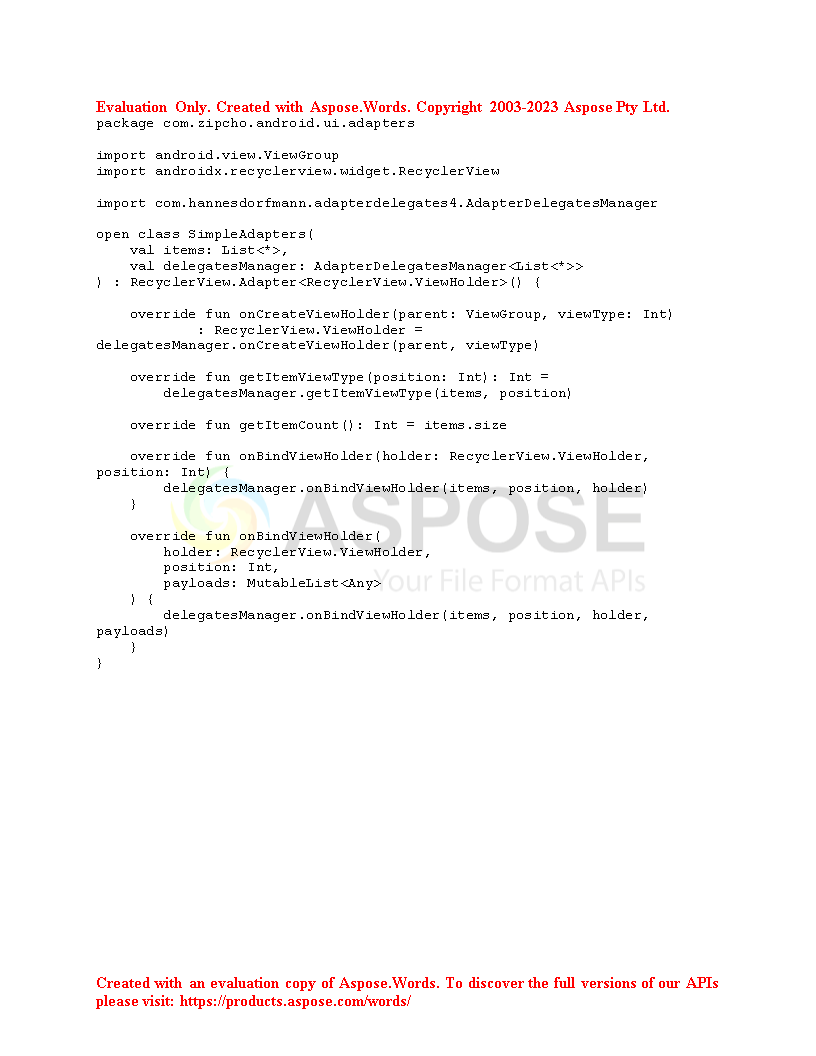 Evaluation Only. Created with Aspose.Words. Copyright 2003-2023 Aspose Pty Ltd.
package com.zipcho.android.ui.adapters
import android.view.ViewGroup
import androidx.recyclerview.widget.RecyclerView
import com.hannesdorfmann.adapterdelegates4.AdapterDelegatesManager
open class SimpleAdapters(
    val items: List<*>,
    val delegatesManager: AdapterDelegatesManager<List<*>>
) : RecyclerView.Adapter<RecyclerView.ViewHolder>() {
    override fun onCreateViewHolder(parent: ViewGroup, viewType: Int)
            : RecyclerView.ViewHolder =
delegatesManager.onCreateViewHolder(parent, viewType)
    override fun getItemViewType(position: Int): Int =
        delegatesManager.getItemViewType(items, position)
    override fun getItemCount(): Int = items.size
    override fun onBindViewHolder(holder: RecyclerView.ViewHolder,
position: Int) {
        delegatesManager.onBindViewHolder(items, position, holder)
    }
    override fun onBindViewHolder(
        holder: RecyclerView.ViewHolder,
        position: Int,
        payloads: MutableList<Any>
    ) {
        delegatesManager.onBindViewHolder(items, position, holder,
payloads)
    }
}
ASPOSE
Your File Format APIs
Created with an evaluation copy of Aspose.Words. To discover the full versions of our APIs
please visit: https://products.aspose.com/words/